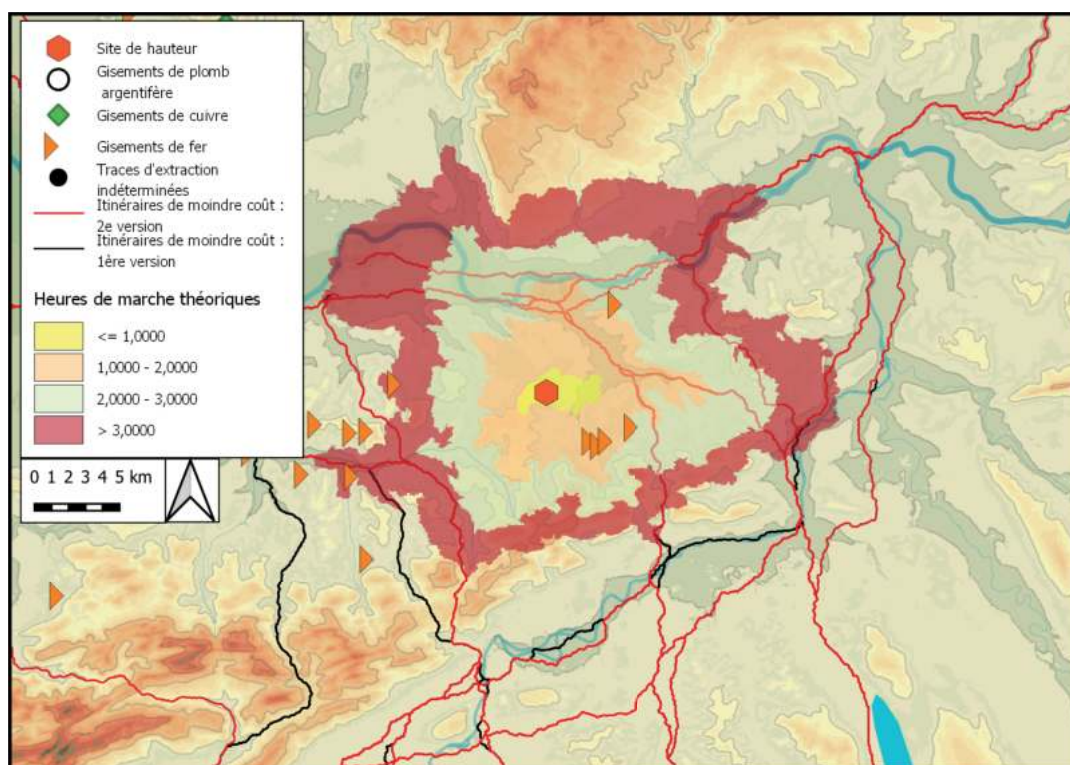 Site de hauteur
Gisements de plomb
argentifère
Gisements de cuivre
Gisements de fer
Traces d'extraction
indéterminées
Itinéraires de moindre coût :
2e version
Itinéraires de moindre coût :
1ère version
Heures de marche théoriques
<= 1,0000
1,0000 - 2,0000
2,0000 - 3,0000
> 3,0000
0 1 2 3 4 5 km